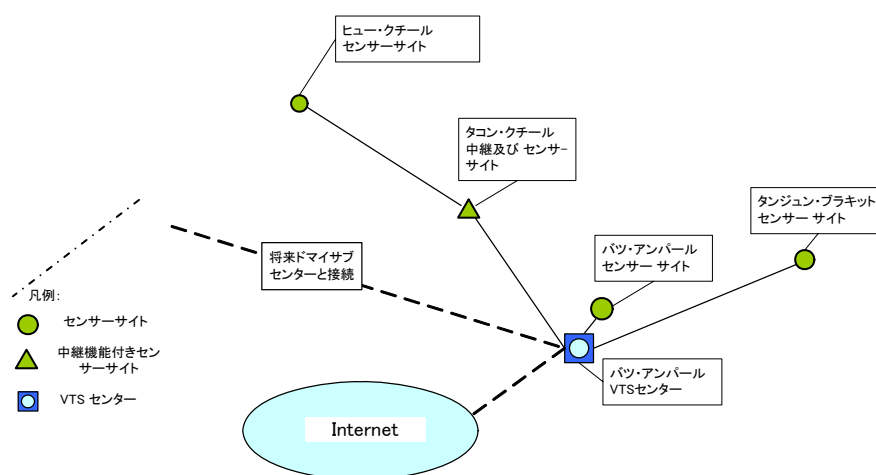 ヒュー・クチール
センサーサイト
タコン・クチール
中継及び センサー
サイト
タンジュン・ブラキット
センサー サイト
バツ・アンパール
センサー サイト
将来ドマイサブ
センターと接続
凡例:
センサーサイト
中継機能付きセン
サーサイト
VTS センター
バツ・アンパール
VTSセンター
Internet